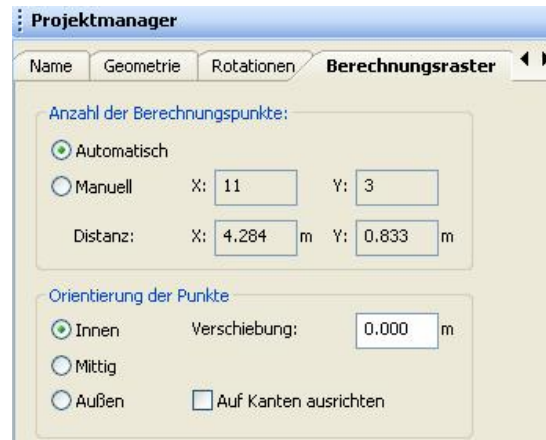 Projektmanager
Name Geometrie Rotationen Berechnungsraster
Anzahl der Berechnungspunkte:
Automatisch
Manuell X: 11 Y: 3
Distanz: X: 4.284 m Y: 0.833 m
Orientierung der Punkte
Innen Verschiebung: 0.000 m
Mittig
Außen Auf Kanten ausrichten